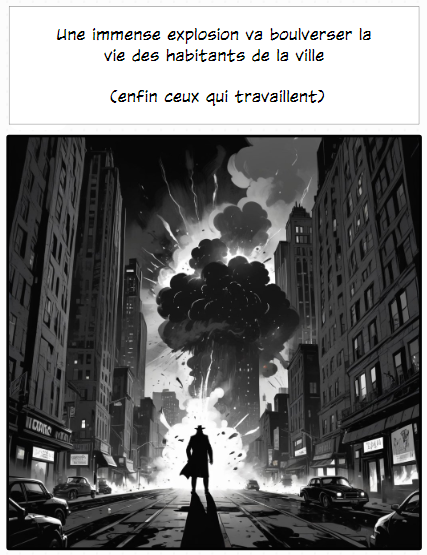 Une immense explosion va boulverser la
vie des habitants de la ville
(enfin ceux qui travaillent)